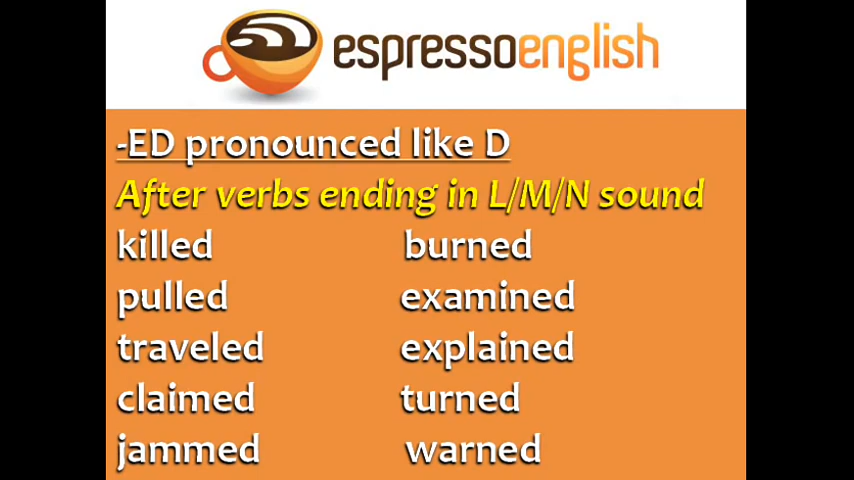 espressoenglish
-ED pronounced like D
After verbs ending in L/M/N sound
killed burned
pulled examined
traveled explained
claimed turned
jammed warned